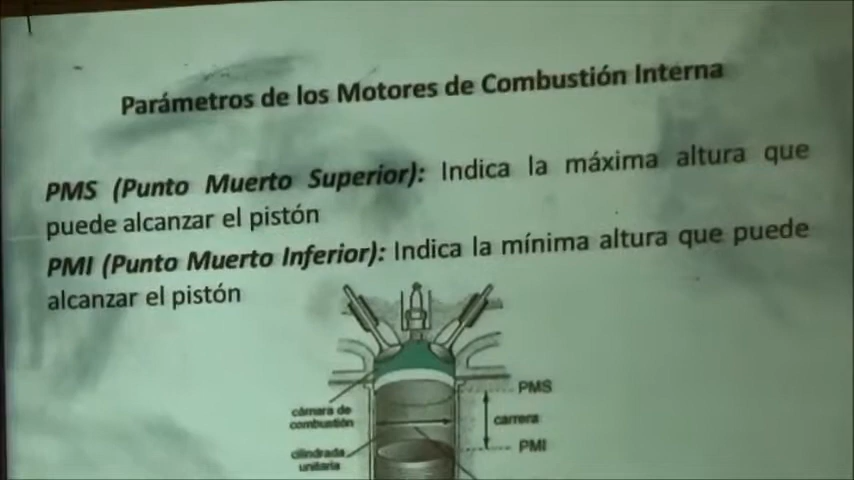 Parámetros de los Motores de Combustión Interna
PMS (Punto Muerto Superior): Indica la máxima altura que
puede alcanzar el pistón
PMI (Punto Muerto Inferior): Indica la mínima altura que puede
alcanzar el pistón
PMS
cámara de
combustión
carrera
PMI
cilindrada
unitaria